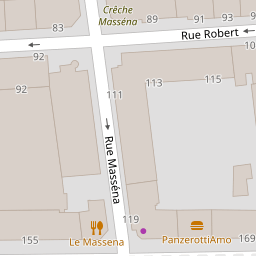 Crèche
Masséna
89
91
93
83
Rue Robert
92
92
111
113
115
Rue Masséna
119
155
Le Massena
PanzerottiAmo
169